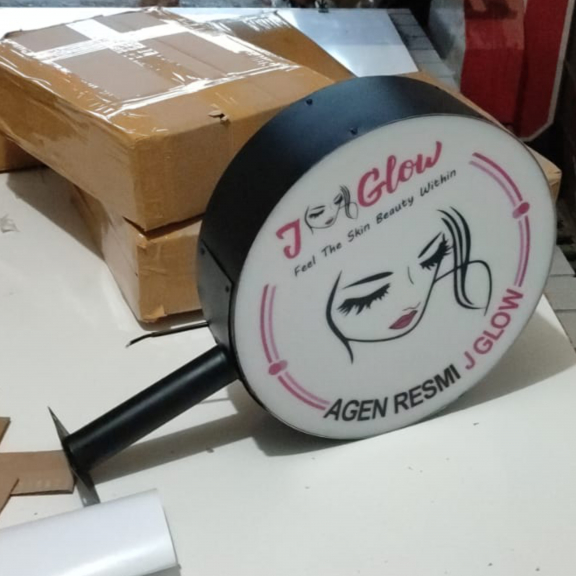 J Glow
Feel The Skin Beauty Within
AGEN RESMI J GLOW